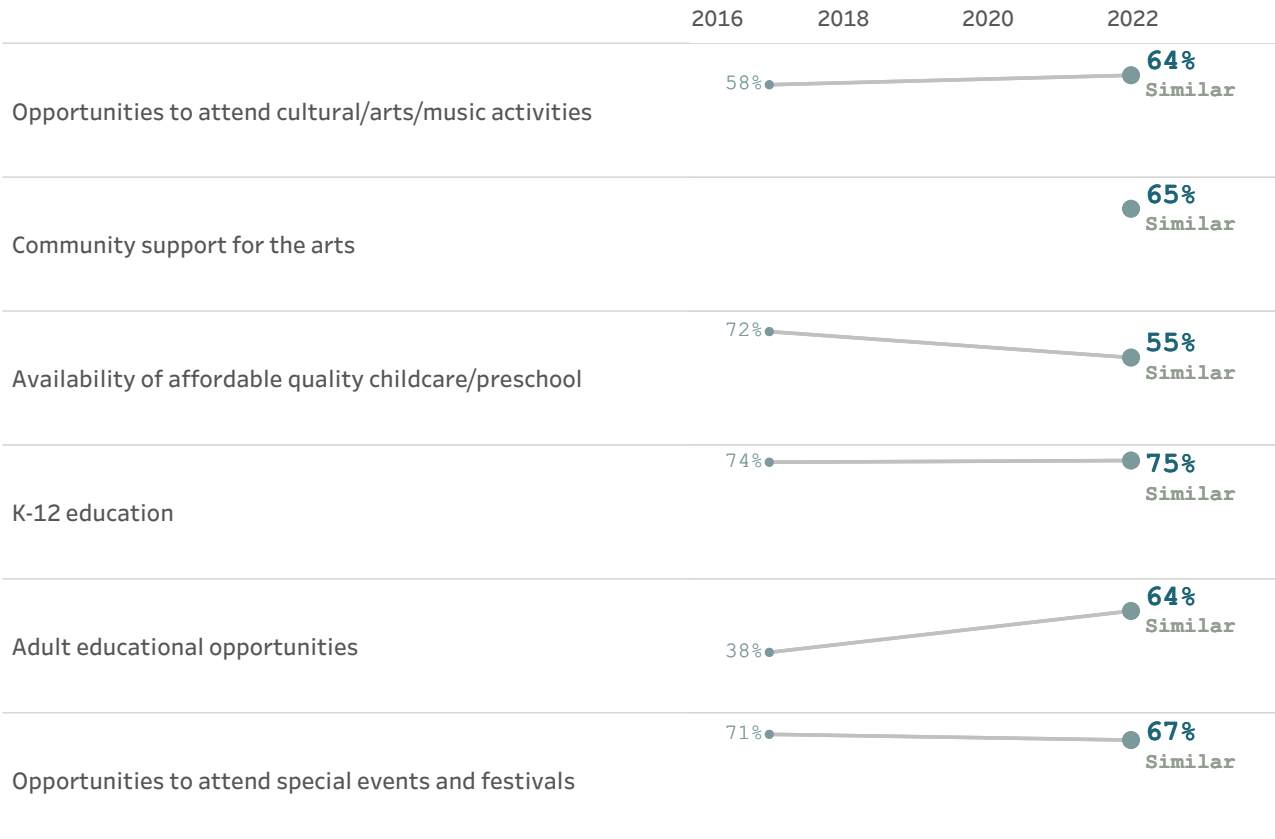 2016 2018 2020 2022
58% 64%
Similar
Opportunities to attend cultural/arts/music activities
65%
Similar
Community support for the arts
72% 55%
Similar
Availability of affordable quality childcare/preschool
74% 75%
Similar
K-12 education
64%
Similar
38%
Adult educational opportunities
71% 67%
Similar
Opportunities to attend special events and festivals